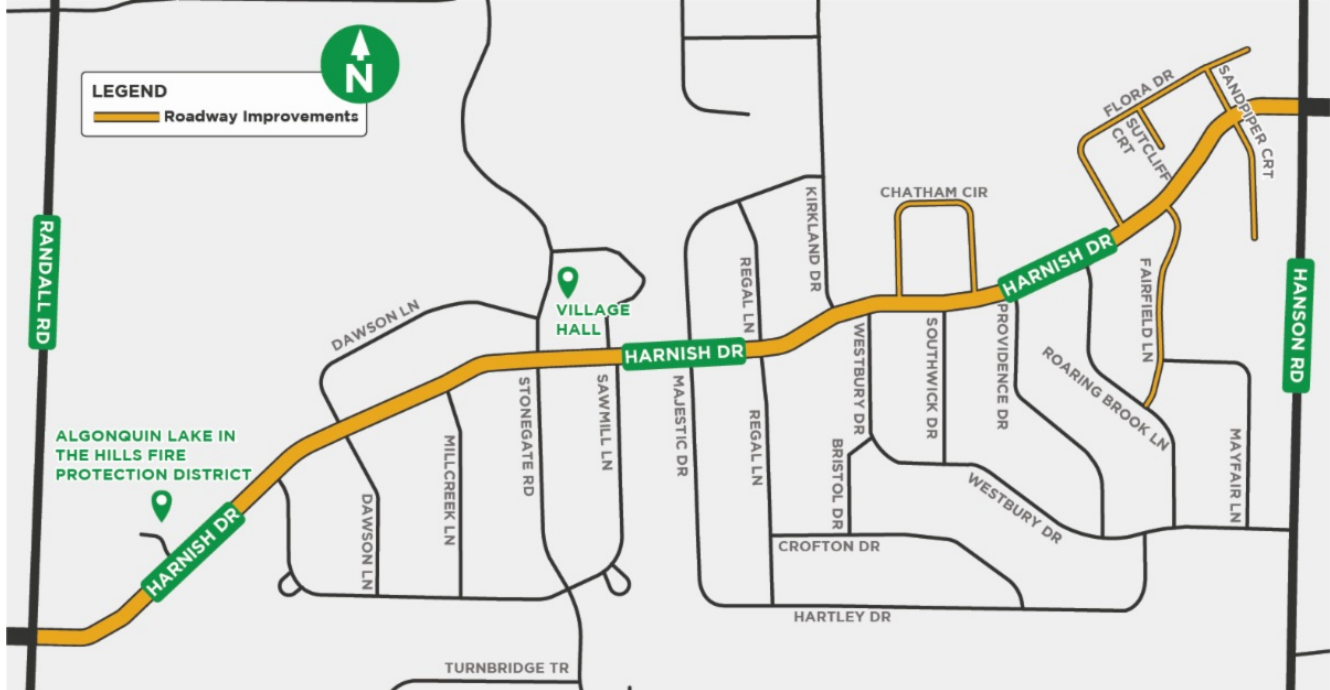 N
LEGEND
Roadway Improvements
FLORA DR
SANDPIPER CRT
SUTCLIFF
CRT
RANDALL RD
CHATHAM CIR
KIRKLAND DR
HARNISH DR
REGAL LN
FAIRFIELD LN
HANSON RD
VILLAGE
HALL
DAWSON LN
HARNISH DR
WESTBURY DR
SOUTHWICK DR
PROVIDENCE DR
ROARING BROOK LN
STONEGATE RD
SAWMILL LN
MAJESTIC DR
REGAL LN
ALGONQUIN LAKE IN
THE HILLS FIRE
PROTECTION DISTRICT
MILLCREEK LN
BRISTOL DR
MAYFAIR LN
HARNISH DR
DAWSON LN
WESTBURY DR
CROFTON DR
HARTLEY DR
TURNBRIDGE TR